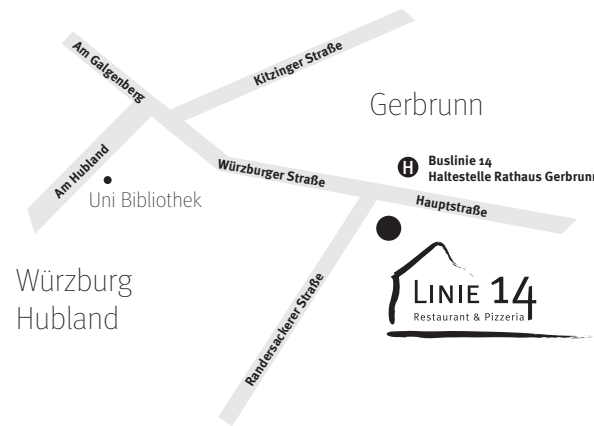 Am Galgenberg
Kitzinger Straße
Gerbrunn
Am Hubland
Würzburger Straße
H
Buslinie 14
Haltestelle Rathaus Gerbrunn
Uni Bibliothek
Hauptstraße
Würzburg
Hubland
Randersackerer Straße
LINIE 14
Restaurant & Pizzeria